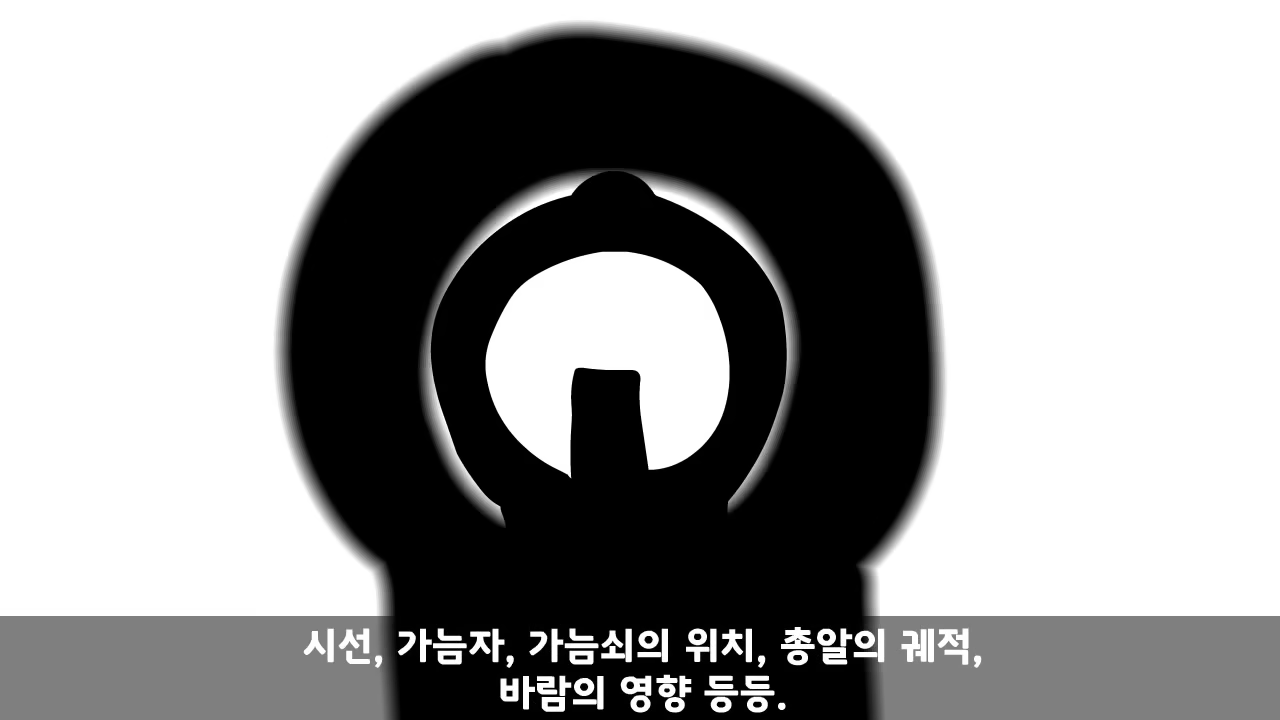 시선, 가늠자, 가늠쇠의 위치, 총알의 궤적,
바람의 영향 등등.